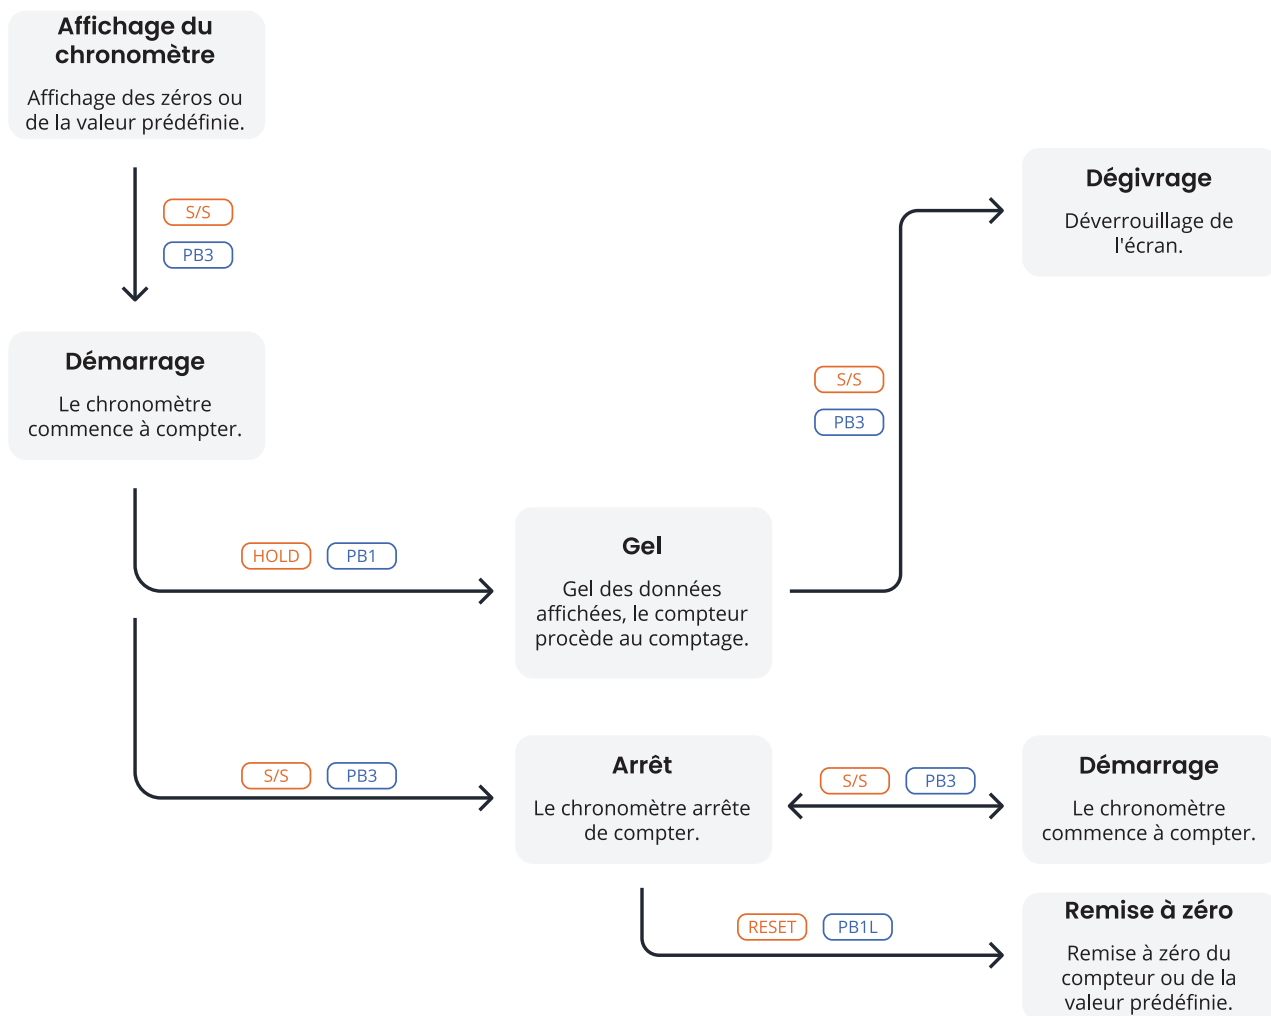 Affichage du
chronomètre
Affichage des zéros ou
de la valeur prédéfinie.
S/S
PB3
Démarrage
Le chronomètre
commence à compter.
HOLD PB1
Gel
Gel des données
affichées, le compteur
procède au comptage.
S/S
PB3
Dégivrage
Déverrouillage de
l'écran.
S/S PB3
Arrêt
Le chronomètre arrête
de compter.
S/S PB3
Démarrage
Le chronomètre
commence à compter.
RESET PB1L
Remise à zéro
Remise à zéro du
compteur ou de la
valeur prédéfinie.